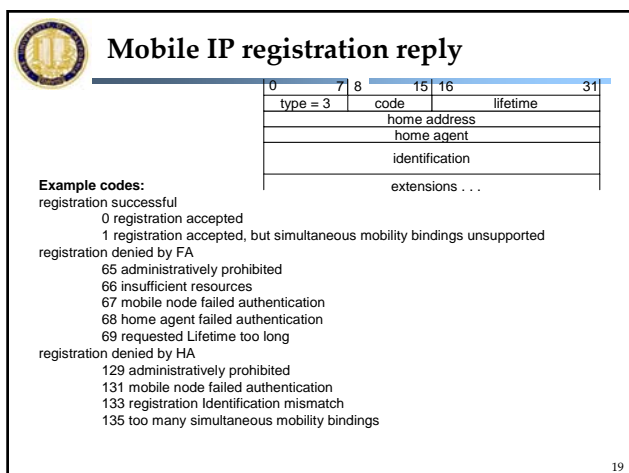 Mobile IP registration reply
0 7 8 15 16 31
type = 3 code lifetime
home address
home agent
identification
extensions . . .
Example codes:
registration successful
0 registration accepted
1 registration accepted, but simultaneous mobility bindings unsupported
registration denied by FA
65 administratively prohibited
66 insufficient resources
67 mobile node failed authentication
68 home agent failed authentication
69 requested Lifetime too long
registration denied by HA
129 administratively prohibited
131 mobile node failed authentication
133 registration Identification mismatch
135 too many simultaneous mobility bindings
19